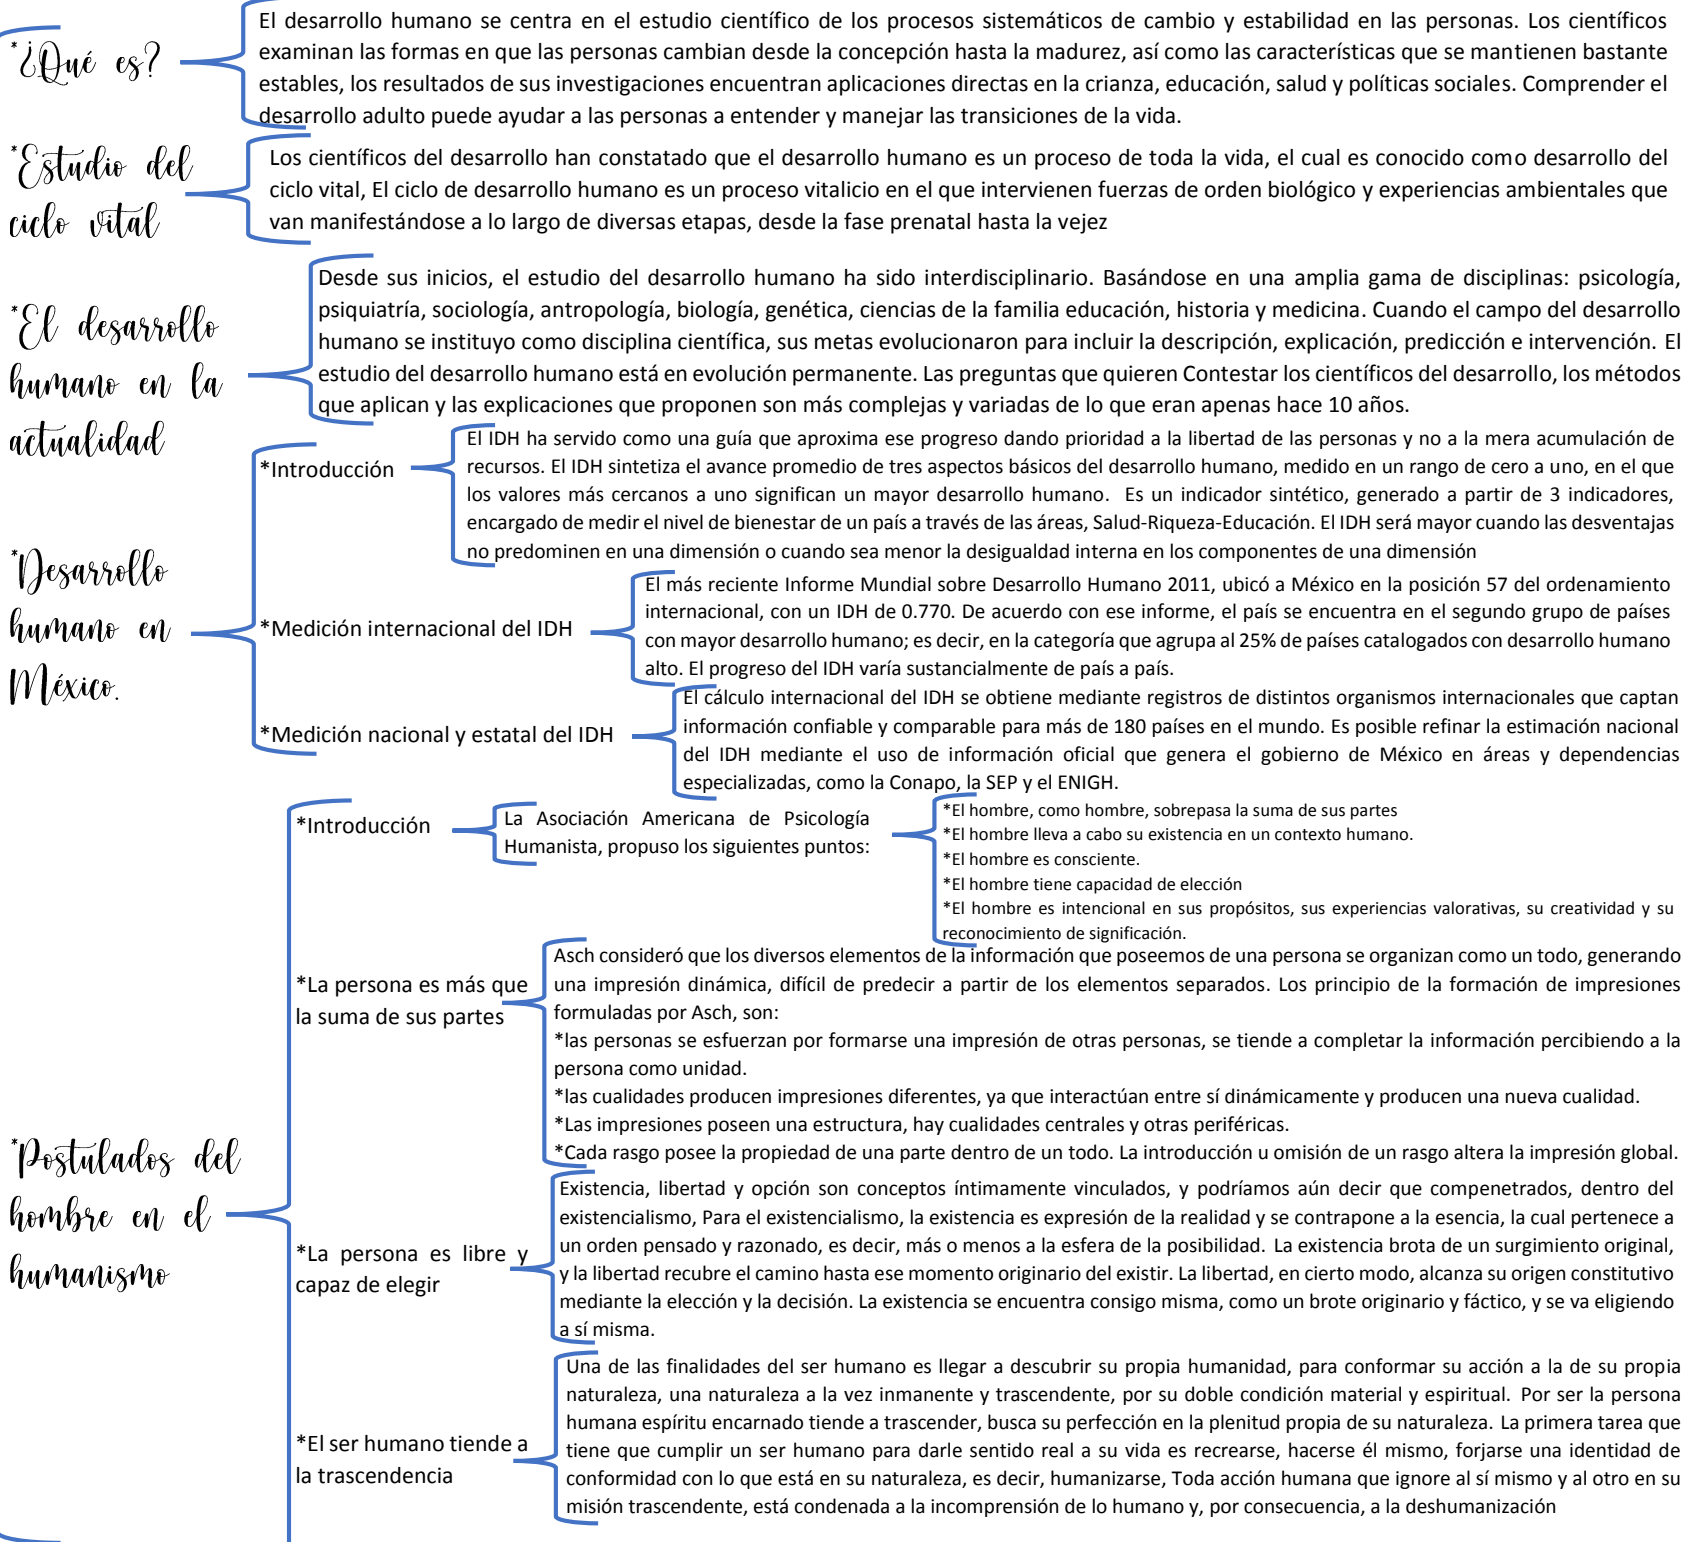 *¿Qué es?
El desarrollo humano se centra en el estudio científico de los procesos sistemáticos de cambio y estabilidad en las personas. Los científicos
examinan las formas en que las personas cambian desde la concepción hasta la madurez, así como las características que se mantienen bastante
estables, los resultados de sus investigaciones encuentran aplicaciones directas en la crianza, educación, salud y políticas sociales. Comprender el
desarrollo adulto puede ayudar a las personas a entender y manejar las transiciones de la vida.
*Estudio del
ciclo vital
Los científicos del desarrollo han constatado que el desarrollo humano es un proceso de toda la vida, el cual es conocido como desarrollo del
ciclo vital, El ciclo de desarrollo humano es un proceso vitalicio en el que intervienen fuerzas de orden biológico y experiencias ambientales que
van manifestándose a lo largo de diversas etapas, desde la fase prenatal hasta la vejez
*El desarrollo
humano en la
actualidad
Desde sus inicios, el estudio del desarrollo humano ha sido interdisciplinario. Basándose en una amplia gama de disciplinas: psicología,
psiquiatría, sociología, antropología, biología, genética, ciencias de la familia educación, historia y medicina. Cuando el campo del desarrollo
humano se instituyo como disciplina científica, sus metas evolucionaron para incluir la descripción, explicación, predicción e intervención. El
estudio del desarrollo humano está en evolución permanente. Las preguntas que quieren Contestar los científicos del desarrollo, los métodos
que aplican y las explicaciones que proponen son más complejas y variadas de lo que eran apenas hace 10 años.
*Desarrollo
humano en
México.
*Introducción
El IDH ha servido como una guía que aproxima ese progreso dando prioridad a la libertad de las personas y no a la mera acumulación de
recursos. El IDH sintetiza el avance promedio de tres aspectos básicos del desarrollo humano, medido en un rango de cero a uno, en el que
los valores más cercanos a uno significan un mayor desarrollo humano. Es un indicador sintético, generado a partir de 3 indicadores,
encargado de medir el nivel de bienestar de un país a través de las áreas, Salud-Riqueza-Educación. El IDH será mayor cuando las desventajas
no predominen en una dimensión o cuando sea menor la desigualdad interna en los componentes de una dimensión
*Medición internacional del IDH
El más reciente Informe Mundial sobre Desarrollo Humano 2011, ubicó a México en la posición 57 del ordenamiento
internacional, con un IDH de 0.770. De acuerdo con ese informe, el país se encuentra en el segundo grupo de países
con mayor desarrollo humano; es decir, en la categoría que agrupa al 25% de países catalogados con desarrollo humano
alto. El progreso del IDH varía sustancialmente de país a país.
*Medición nacional y estatal del IDH
El cálculo internacional del IDH se obtiene mediante registros de distintos organismos internacionales que captan
información confiable y comparable para más de 180 países en el mundo. Es posible refinar la estimación nacional
del IDH mediante el uso de información oficial que genera el gobierno de México en áreas y dependencias
especializadas, como la Conapo, la SEP y el ENIGH.
*Postulados del
hombre en el
humanismo
*Introducción
La Asociación Americana de Psicología
Humanista, propuso los siguientes puntos:
*El hombre, como hombre, sobrepasa la suma de sus partes
*El hombre lleva a cabo su existencia en un contexto humano.
*El hombre es consciente.
*El hombre tiene capacidad de elección
*El hombre es intencional en sus propósitos, sus experiencias valorativas, su creatividad y su
reconocimiento de significación.
*La persona es más que
la suma de sus partes
Asch consideró que los diversos elementos de la información que poseemos de una persona se organizan como un todo, generando
una impresión dinámica, difícil de predecir a partir de los elementos separados. Los principio de la formación de impresiones
formuladas por Asch, son:
*las personas se esfuerzan por formarse una impresión de otras personas, se tiende a completar la información percibiendo a la
persona como unidad.
*las cualidades producen impresiones diferentes, ya que interactúan entre sí dinámicamente y producen una nueva cualidad.
*Las impresiones poseen una estructura, hay cualidades centrales y otras periféricas.
*Cada rasgo posee la propiedad de una parte dentro de un todo. La introducción u omisión de un rasgo altera la impresión global.
*La persona es libre y
capaz de elegir
Existencia, libertad y opción son conceptos íntimamente vinculados, y podríamos aún decir que compenetrados, dentro del
existencialismo, Para el existencialismo, la existencia es expresión de la realidad y se contrapone a la esencia, la cual pertenece a
un orden pensado y razonado, es decir, más o menos a la esfera de la posibilidad. La existencia brota de un surgimiento original,
y la libertad recubre el camino hasta ese momento originario del existir. La libertad, en cierto modo, alcanza su origen constitutivo
mediante la elección y la decisión. La existencia se encuentra consigo misma, como un brote originario y fáctico, y se va eligiendo
a sí misma.
*El ser humano tiende a
la trascendencia
Una de las finalidades del ser humano es llegar a descubrir su propia humanidad, para conformar su acción a la de su propia
naturaleza, una naturaleza a la vez inmanente y trascendente, por su doble condición material y espiritual. Por ser la persona
humana espíritu encarnado tiende a trascender, busca su perfección en la plenitud propia de su naturaleza. La primera tarea que
tiene que cumplir un ser humano para darle sentido real a su vida es recrearse, hacerse él mismo, forjarse una identidad de
conformidad con lo que está en su naturaleza, es decir, humanizarse, Toda acción humana que ignore al sí mismo y al otro en su
misión trascendente, está condenada a la incomprensión de lo humano y, por consecuencia, a la deshumanización